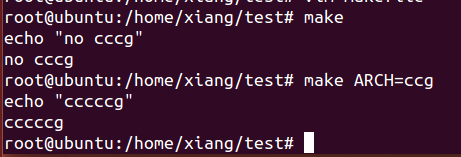 root@ubuntu:/home/xiang/test# make
echo "no cccg"
no cccg
root@ubuntu:/home/xiang/test# make ARCH=ccg
echo "cccccg"
cccccg
root@ubuntu:/home/xiang/test#